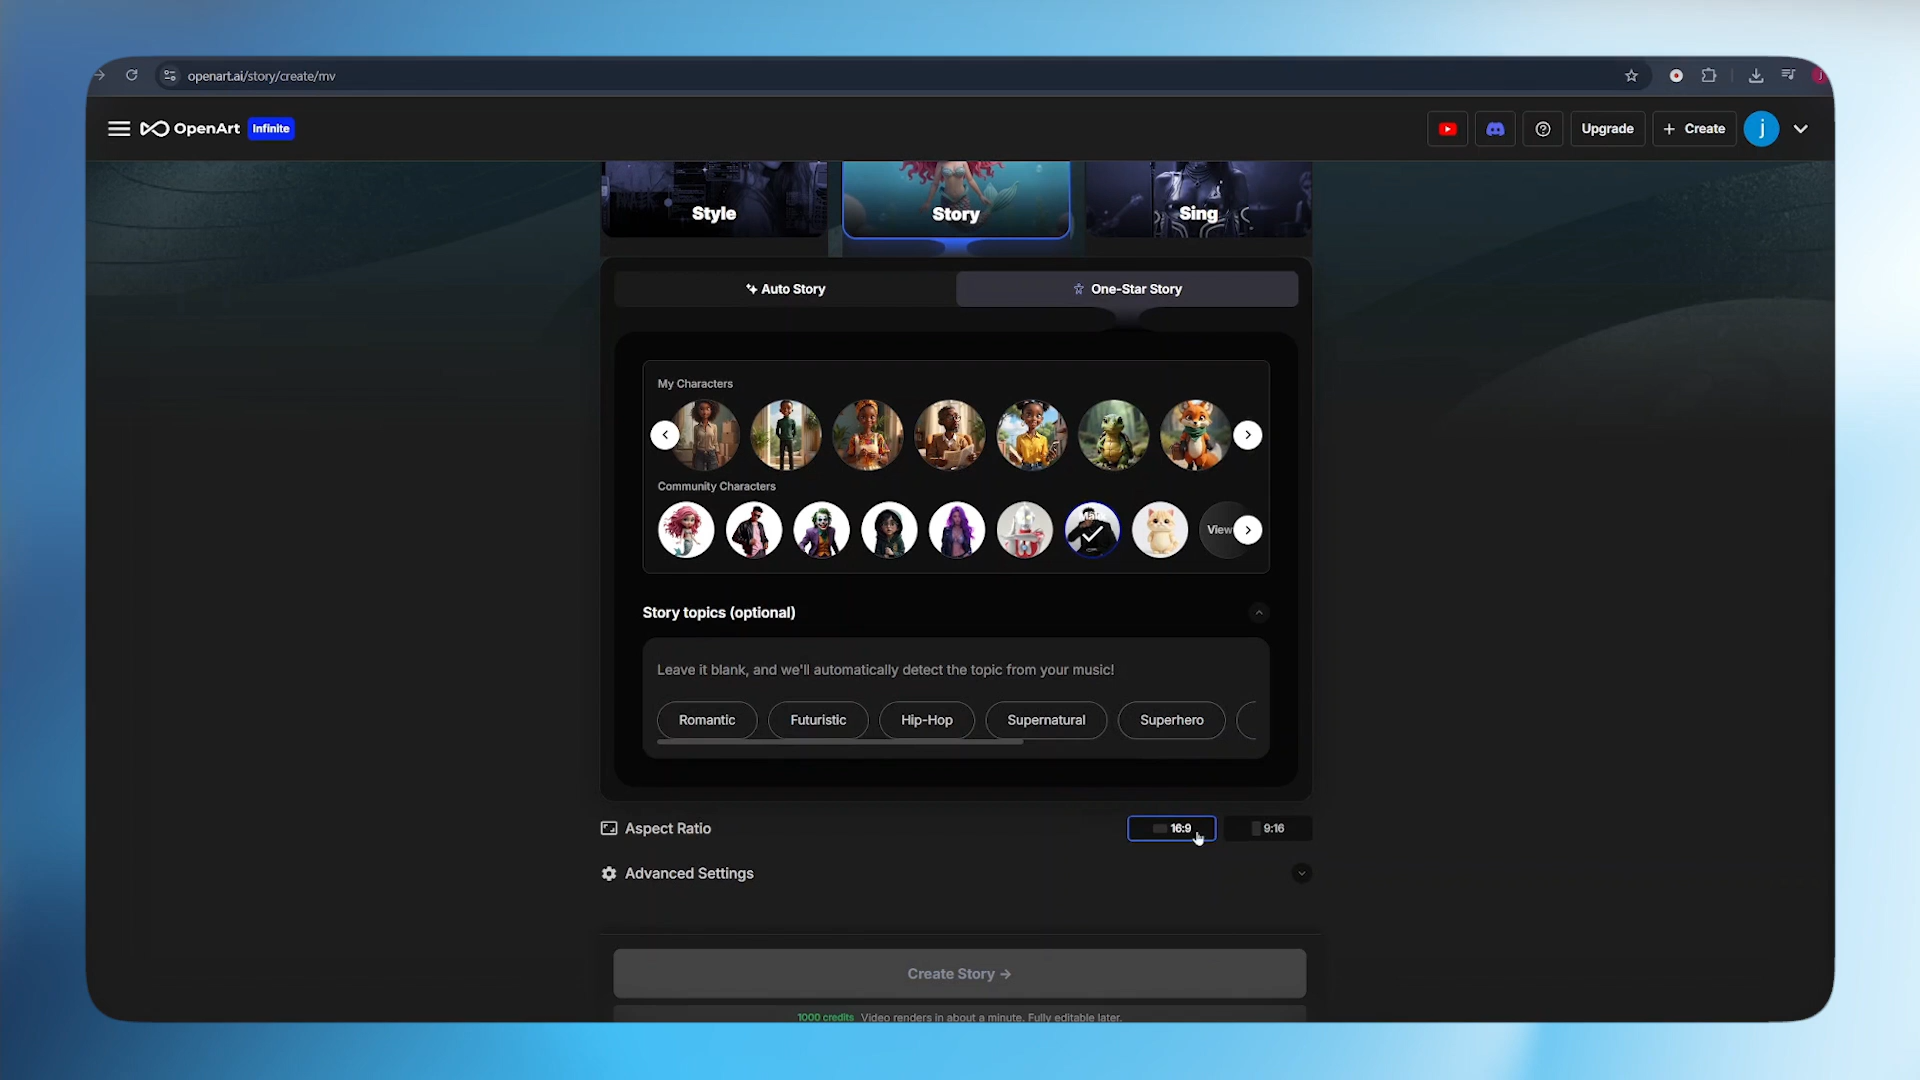 openart.ai/story/create/mv
OpenArt Infinite
Upgrade
+ Create
j
Style
Story
Sing
Auto Story
One-Star Story
My Characters
Community Characters
View
Story topics (optional)
Leave it blank, and we'll automatically detect the topic from your music!
Romantic
Futuristic
Hip-Hop
Supernatural
Superhero
Aspect Ratio
16:9
9:16
Advanced Settings
Create Story →
1000 credits Video renders in about a minute. Fully editable later.